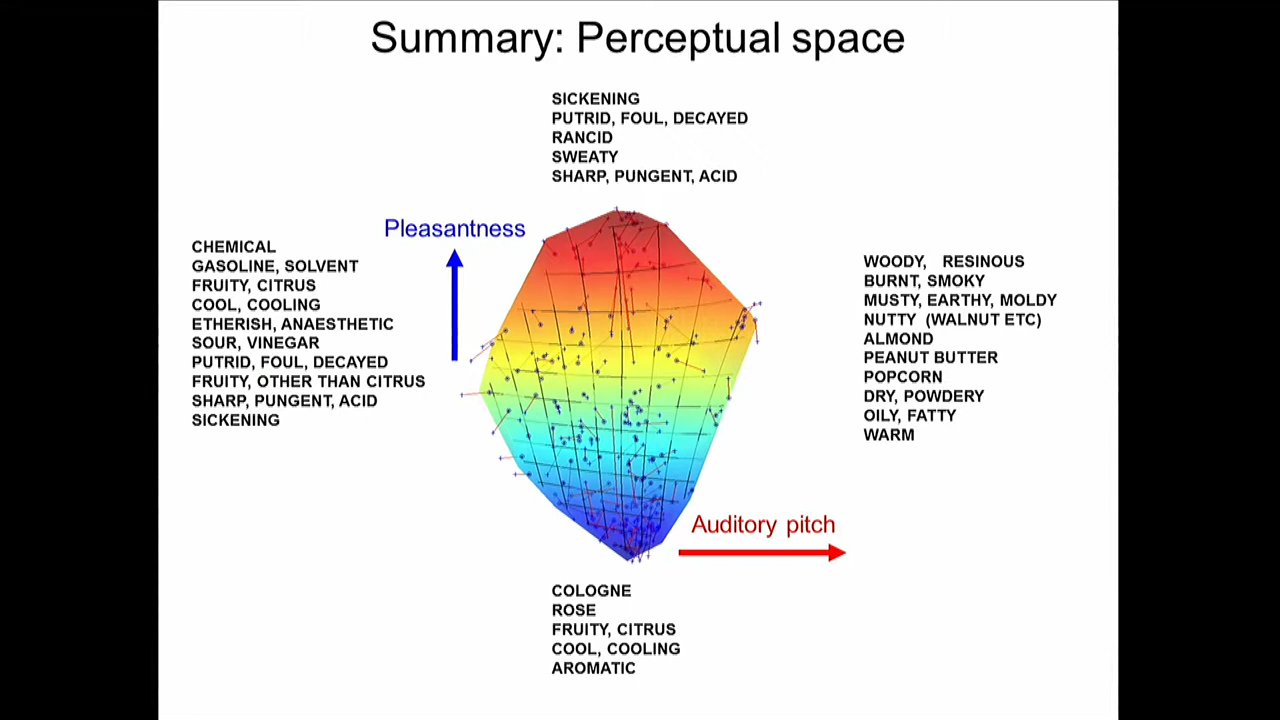 Summary: Perceptual space
SICKENING
PUTRID, FOUL, DECAYED
RANCID
SWEATY
SHARP, PUNGENT, ACID
Pleasantness
CHEMICAL
GASOLINE, SOLVENT
FRUITY, CITRUS
COOL, COOLING
ETHERISH, ANAESTHETIC
SOUR, VINEGAR
PUTRID, FOUL, DECAYED
FRUITY, OTHER THAN CITRUS
SHARP, PUNGENT, ACID
SICKENING
WOODY, RESINOUS
BURNT, SMOKY
MUSTY, EARTHY, MOLDY
NUTTY (WALNUT ETC)
ALMOND
PEANUT BUTTER
POPCORN
DRY, POWDERY
OILY, FATTY
WARM
Auditory pitch
COLOGNE
ROSE
FRUITY, CITRUS
COOL, COOLING
AROMATIC